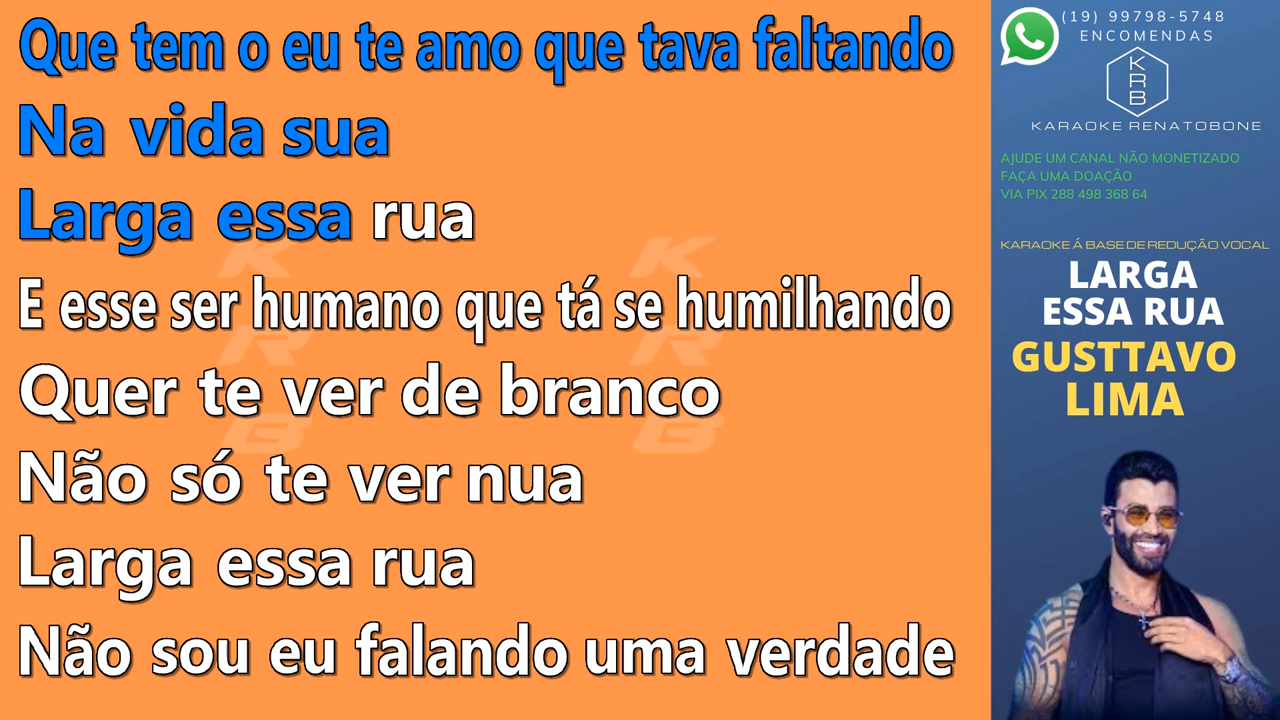 Que tem o eu te amo que tava faltando
Na vida sua
Larga essa rua
E esse ser humano que tá se humilhando
Quer te ver de branco
Não só te ver nua
Larga essa rua
Não sou eu falando uma verdade
K
R
B
K
R
B
(19) 99798-5748
ENCOMENDAS
K
R
B
KARAOKE RENATOBONE
AJUDE UM CANAL NÃO MONETIZADO
FAÇA UMA DOAÇÃO
VIA PIX 288 498 368 64
KARAOKE Á BASE DE REDUÇÃO VOCAL
LARGA
ESSA RUA
GUSTTAVO
LIMA